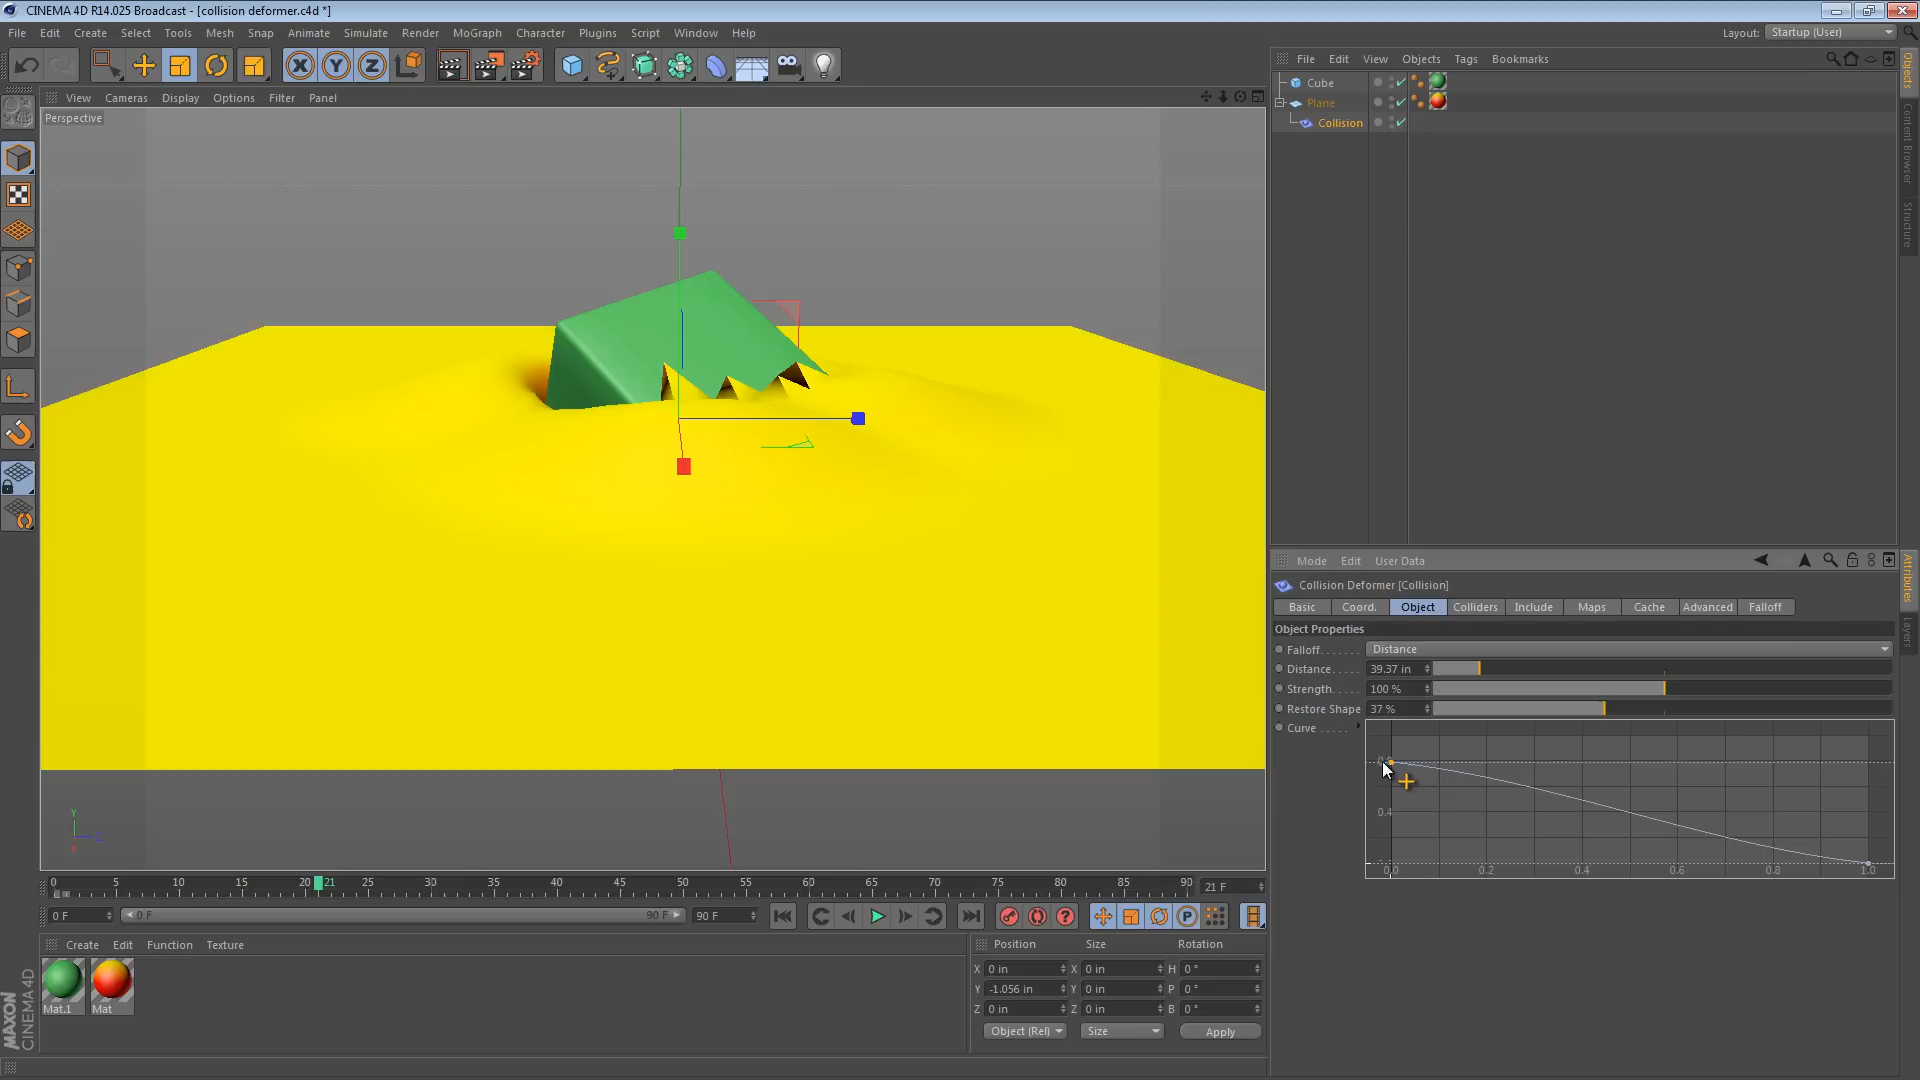 CINEMA 4D R14.025 Broadcast - [collision deformer.c4d *]
File Edit Create Select Tools Mesh Snap Animate Simulate Render MoGraph Character Plugins Script Window Help
Layout: Startup (User)
X Y Z
File Edit View Objects Tags Bookmarks
Cube
Plane
Collision
Objects
Content Browser
Structure
View Cameras Display Options Filter Panel
Perspective
Y
Mode Edit User Data
Collision Deformer [Collision]
Basic Coord. Object Colliders Include Maps Cache Advanced Falloff
Object Properties
Falloff Distance
Distance 39.37 in
Strength 100 %
Restore Shape 37 %
Curve
0.4
0.0 0.2 0.4 0.6 0.8 1.0
Attributes
Layers
0 5 10 15 20 21 25 30 35 40 45 50 55 60 65 70 75 80 85 90 21 F
0 F 0 F 90 F 90 F
P
Create Edit Function Texture
Mat.1 Mat
Position Size Rotation
X 0 in X 0 in H 0 °
Y -1.056 in Y 0 in P 0 °
Z 0 in Z 0 in B 0 °
Object (Rel) Size Apply
MAXON
CINEMA 4D